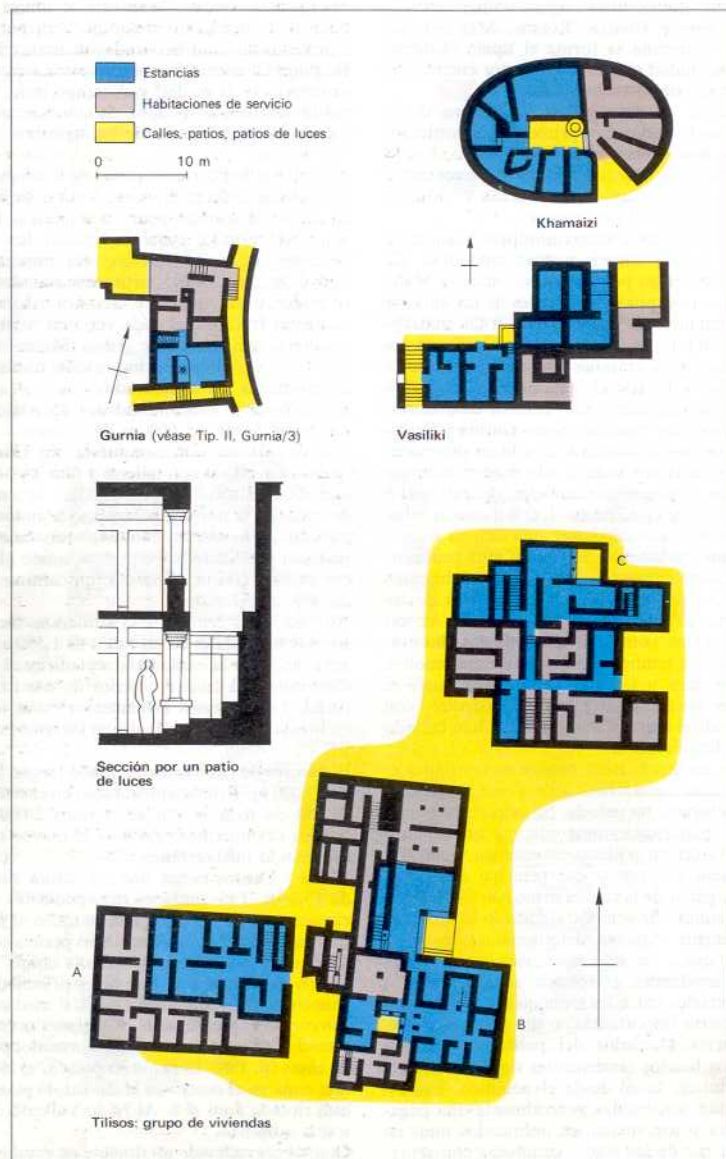 Estancias
Habitaciones de servicio
Calles, patios, patios de luces
0 10 m
Khamaizi
Gurnia (véase Tip. II, Gurnia/3)
Vasiliki
Sección por un patio
de luces
C
A
B
Tilisos: grupo de viviendas